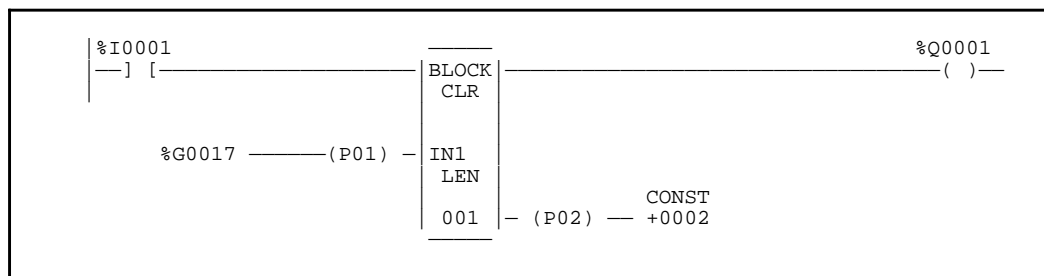 %I0001 %Q0001
] [ BLOCK ( )
CLR
%G0017 (P01) IN1
LEN
CONST
001 (P02) +0002